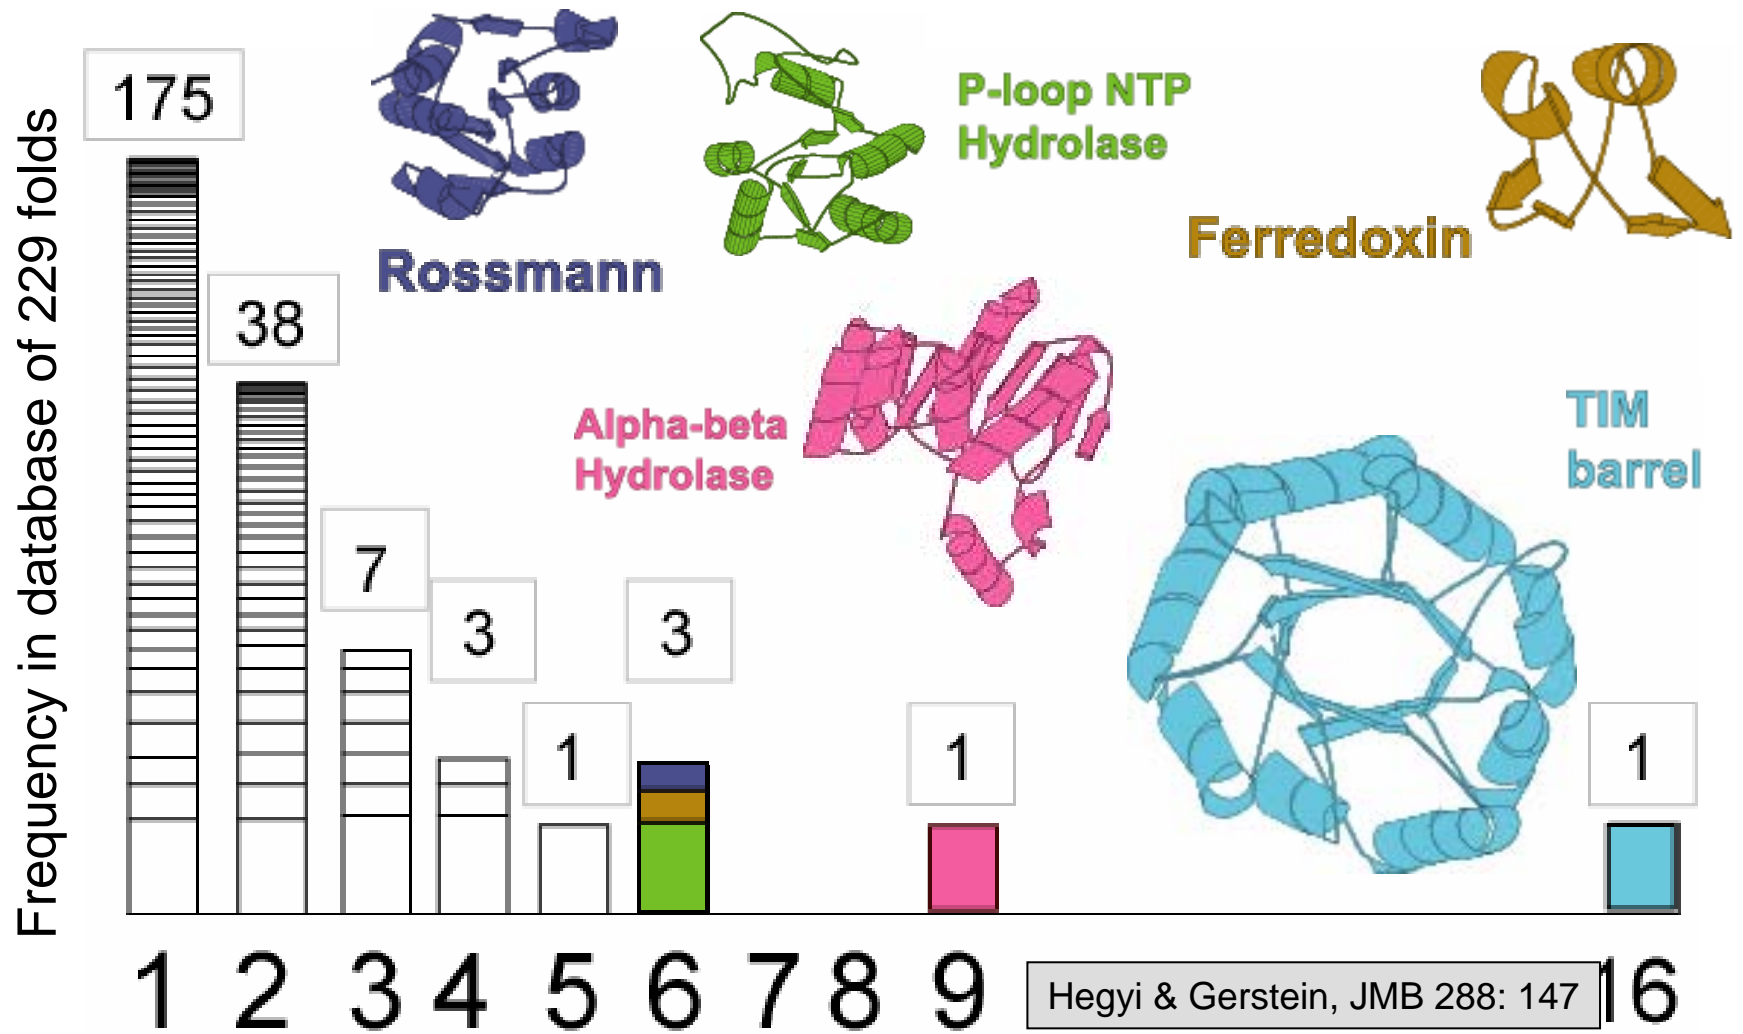 Frequency in database of 229 folds
175
38
7
3
1
3
1
1
Rossmann
P-loop NTP
Hydrolase
Ferredoxin
Alpha-beta
Hydrolase
TIM
barrel
1 2 3 4 5 6 7 8 9 16
Hegyi & Gerstein, JMB 288: 147